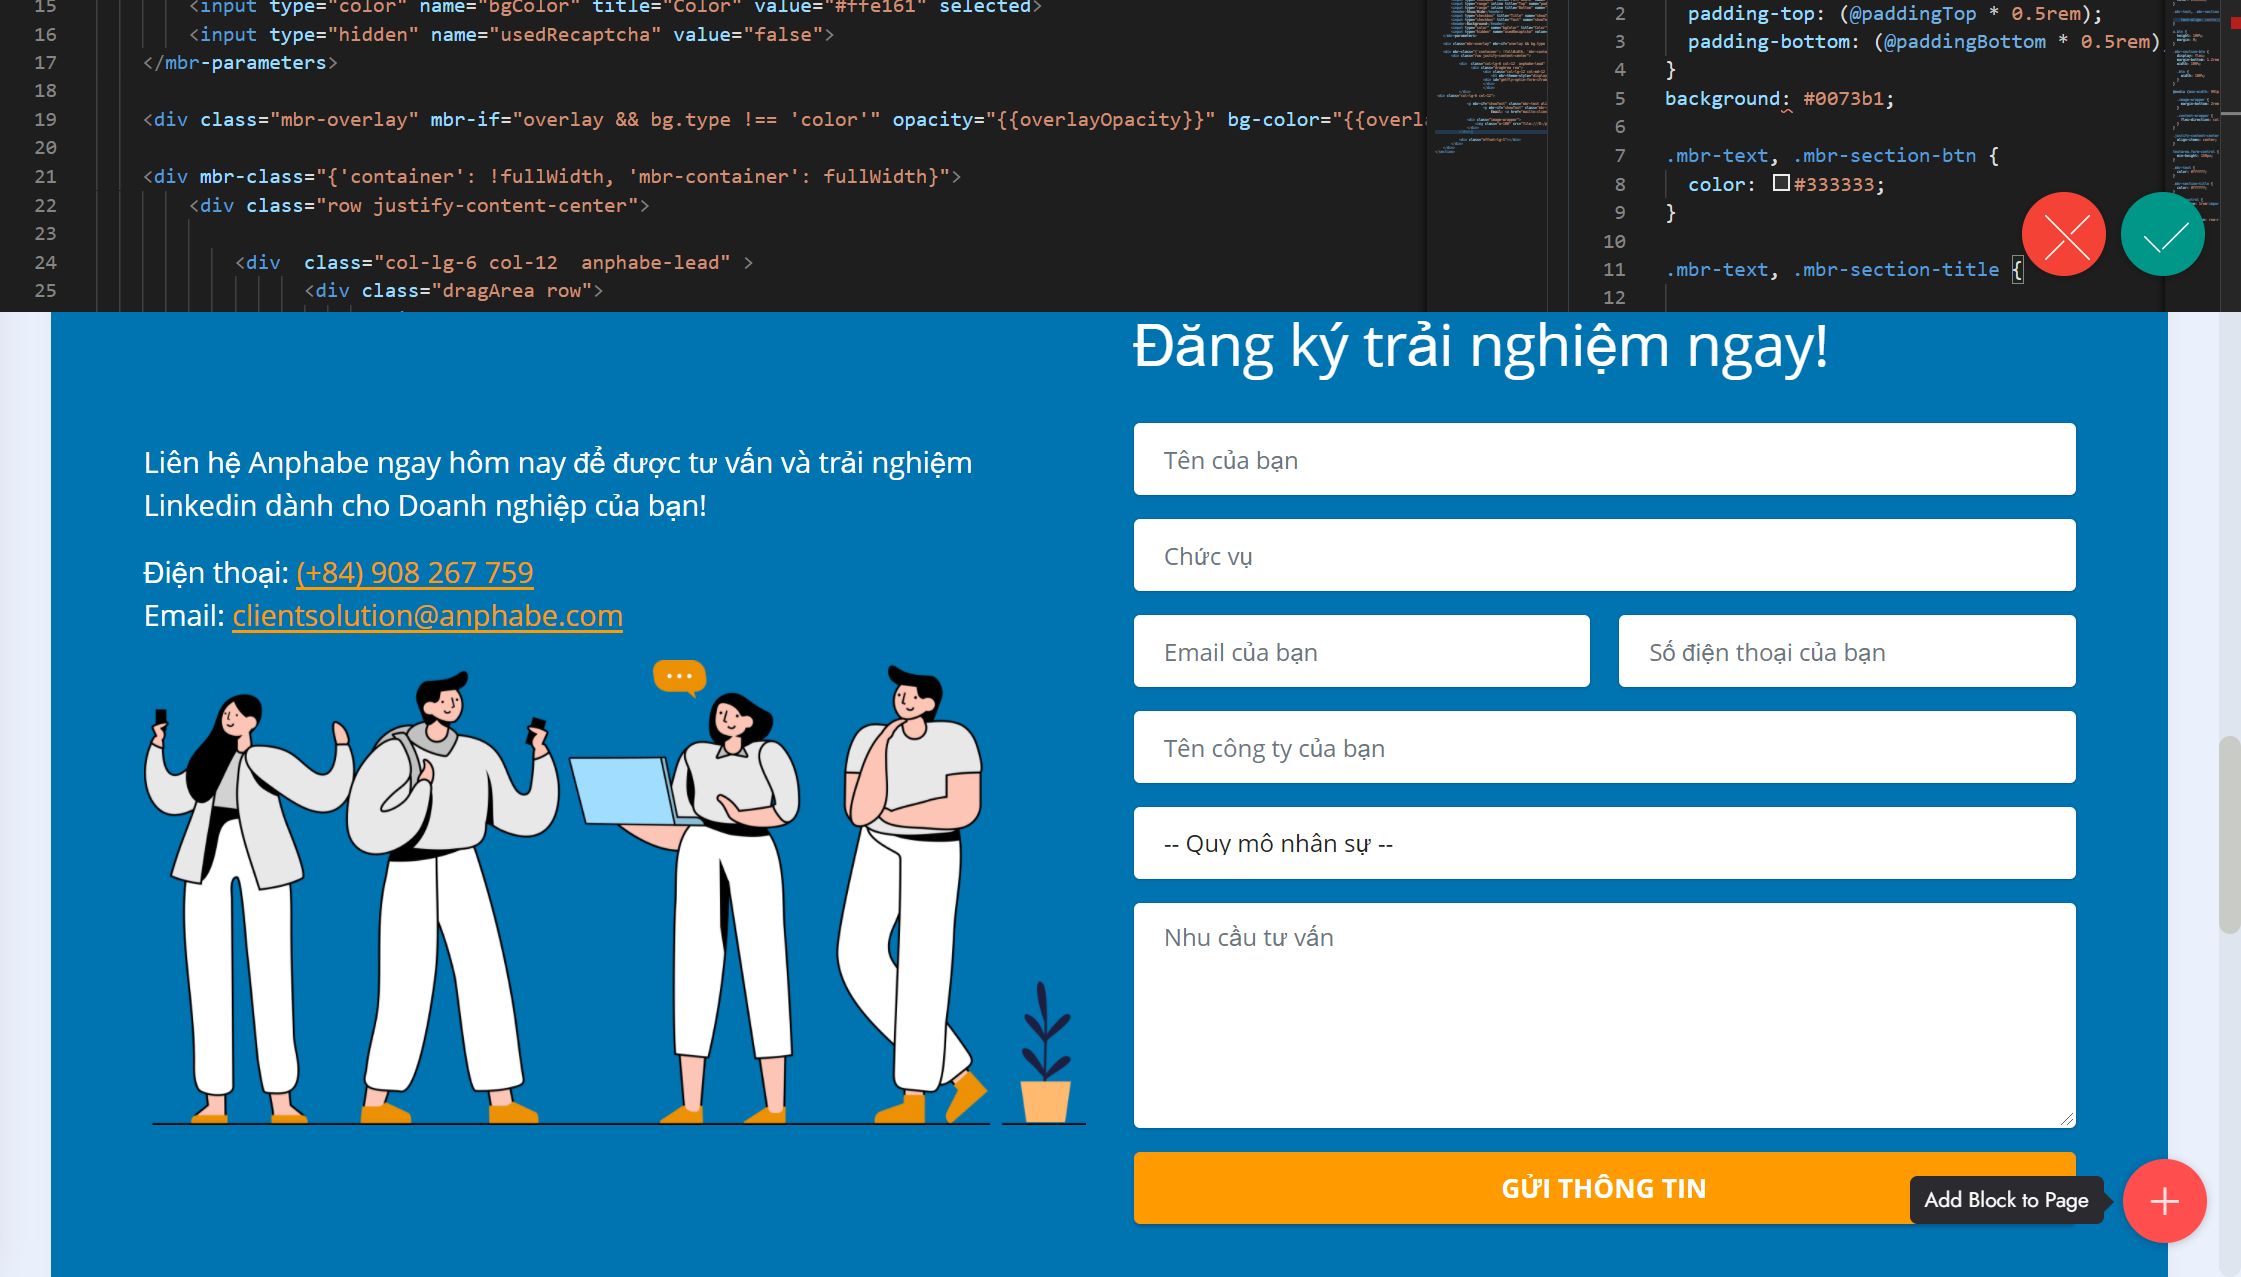 15 <input type="color" name="bgColor" title="Color" value="#ffe161" selected>
16 <input type="hidden" name="usedRecaptcha" value="false">
17 </mbr-parameters>
18
19 <div class="mbr-overlay" mbr-if="overlay && bg.type !== 'color'" opacity="{{overlayOpacity}}" bg-color="{{overla
20
21 <div mbr-class="{'container': !fullWidth, 'mbr-container': fullWidth}">
22 <div class="row justify-content-center">
23
24 <div class="col-lg-6 col-12 anphabe-lead" >
25 <div class="dragArea row">
2 padding-top: (@paddingTop * 0.5rem);
3 padding-bottom: (@paddingBottom * 0.5rem)
4 }
5 background: #0073b1;
6
7 .mbr-text, .mbr-section-btn {
8 color: #333333;
9 }
10
11 .mbr-text, .mbr-section-title {
12
Liên hệ Anphabe ngay hôm nay để được tư vấn và trải nghiệm
Linkedin dành cho Doanh nghiệp của bạn!
Điện thoại: (+84) 908 267 759
Email: clientsolution@anphabe.com
Đăng ký trải nghiệm ngay!
Tên của bạn
Chức vụ
Email của bạn
Số điện thoại của bạn
Tên công ty của bạn
-- Quy mô nhân sự --
Nhu cầu tư vấn
GỬI THÔNG TIN
Add Block to Page